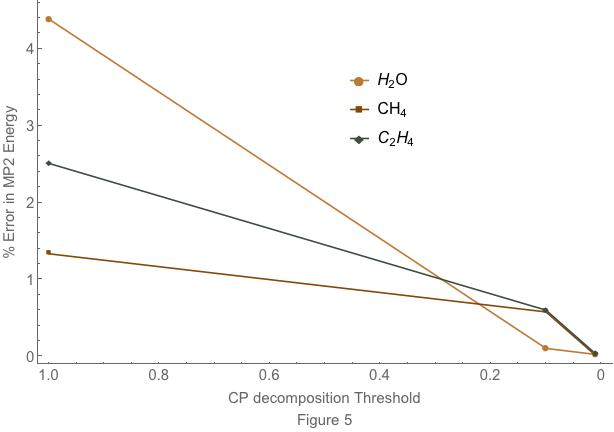 4
3
2
1
0
% Error in MP2 Energy
H₂O
CH₄
C₂H₄
1.0 0.8 0.6 0.4 0.2 0
CP decomposition Threshold
Figure 5